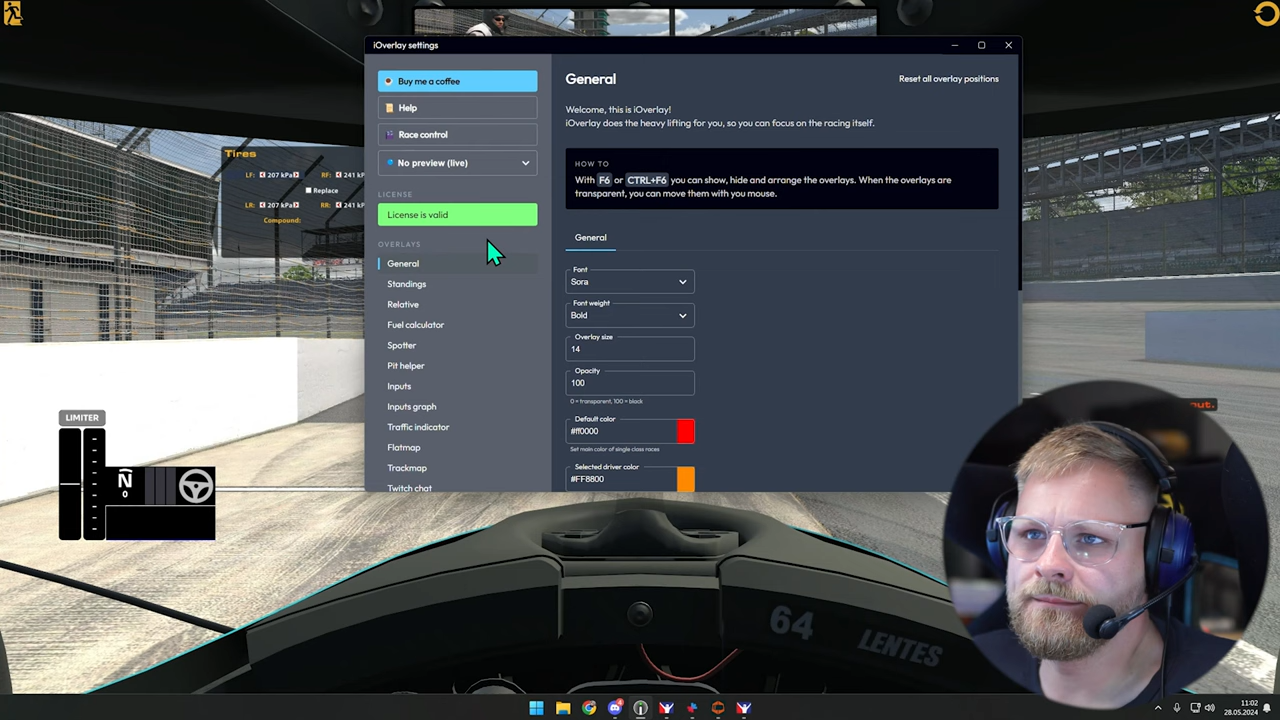 iOverlay settings
Buy me a coffee
Help
Race control
No preview (live)
LICENSE
License is valid
OVERLAYS
General
Standings
Relative
Fuel calculator
Spotter
Pit helper
Inputs
Inputs graph
Traffic indicator
Flatmap
Trackmap
Twitch chat
General
Reset all overlay positions
Welcome, this is iOverlay!
iOverlay does the heavy lifting for you, so you can focus on the racing itself.
HOW TO
With F6 or CTRL+F6 you can show, hide and arrange the overlays. When the overlays are
transparent, you can move them with you mouse.
General
Font
Sora
Font weight
Bold
Overlay size
14
Opacity
100
0 = transparent, 100 = black
Default color
#ff0000
Set main color of single class races
Selected driver color
#FF8800
Tires
LF: 207 kPa RF: 241 kPa
Replace
LR: 207 kPa RR: 241 kPa
Compound:
LIMITER
N
0
out.
64
LENTES
11:02
28.05.2024